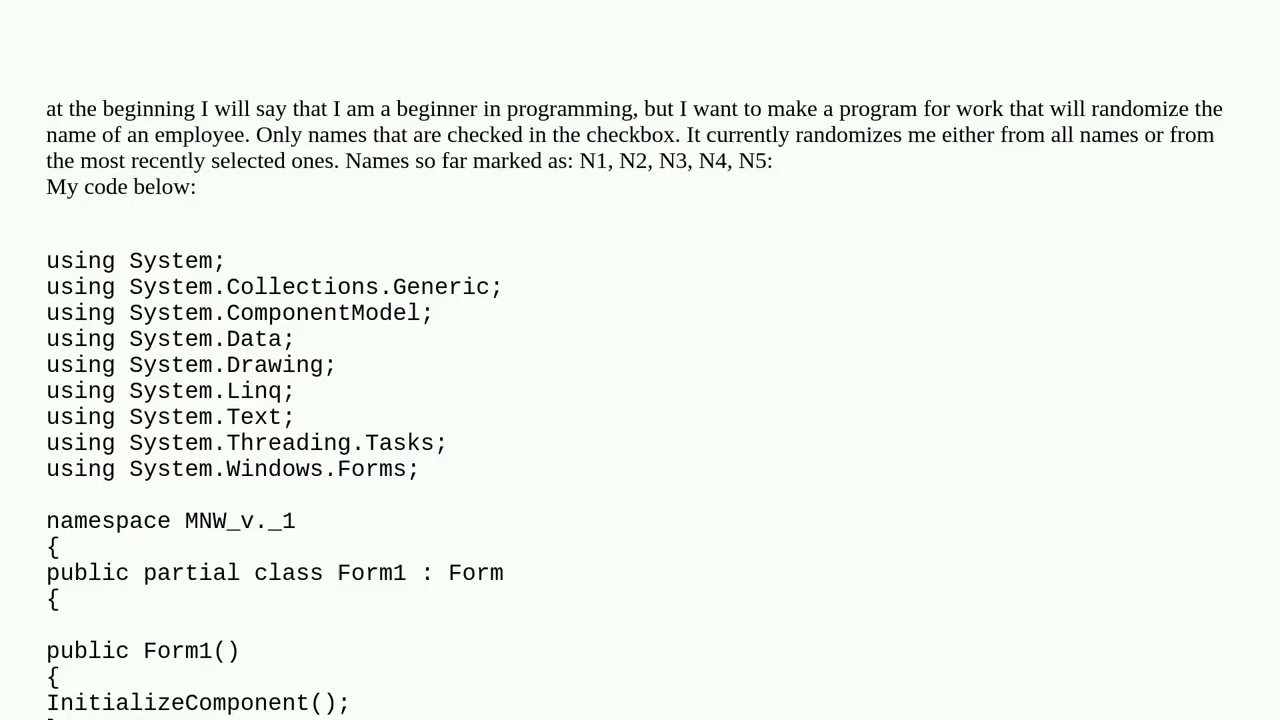 at the beginning I will say that I am a beginner in programming, but I want to make a program for work that will randomize the
name of an employee. Only names that are checked in the checkbox. It currently randomizes me either from all names or from
the most recently selected ones. Names so far marked as: N1, N2, N3, N4, N5:
My code below:
using System;
using System.Collections.Generic;
using System.ComponentModel;
using System.Data;
using System.Drawing;
using System.Linq;
using System.Text;
using System.Threading.Tasks;
using System.Windows.Forms;
namespace MNW_v._1
{
public partial class Form1 : Form
{
public Form1()
{
InitializeComponent();